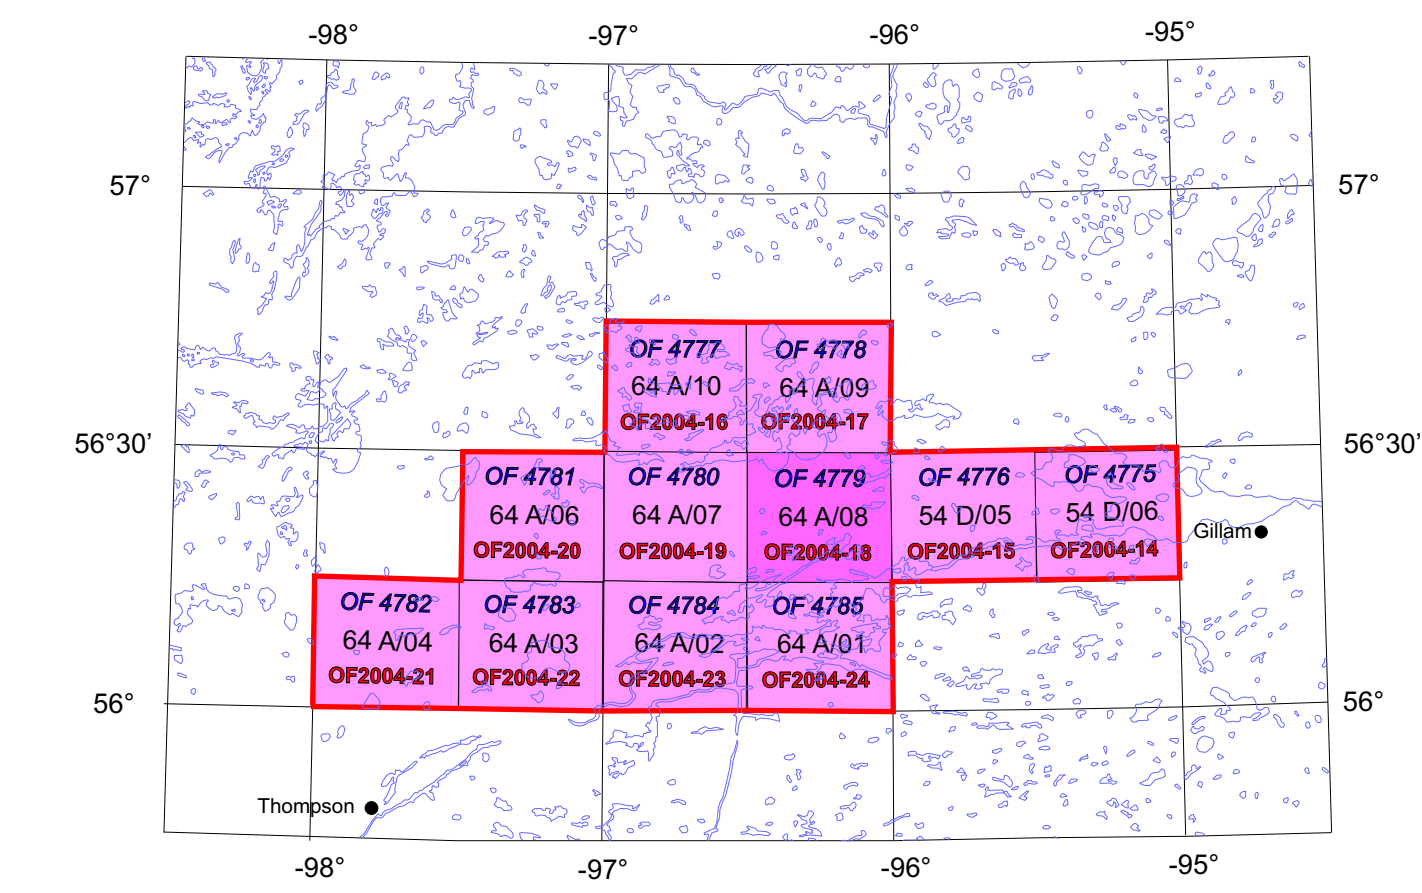 -98° -97° -96° -95°
57° 57°
OF 4777 OF 4778
64 A/10 64 A/09
OF2004-16 OF2004-17
56°30’ 56°30’
OF 4781 OF 4780 OF 4779 OF 4776 OF 4775
64 A/06 64 A/07 64 A/08 54 D/05 54 D/06
Gillam
OF2004-20 OF2004-19 OF2004-18 OF2004-15 OF2004-14
OF 4782 OF 4783 OF 4784 OF 4785
64 A/04 64 A/03 64 A/02 64 A/01
OF2004-21 OF2004-22 OF2004-23 OF2004-24
56° 56°
Thompson
-98° -97° -96° -95°